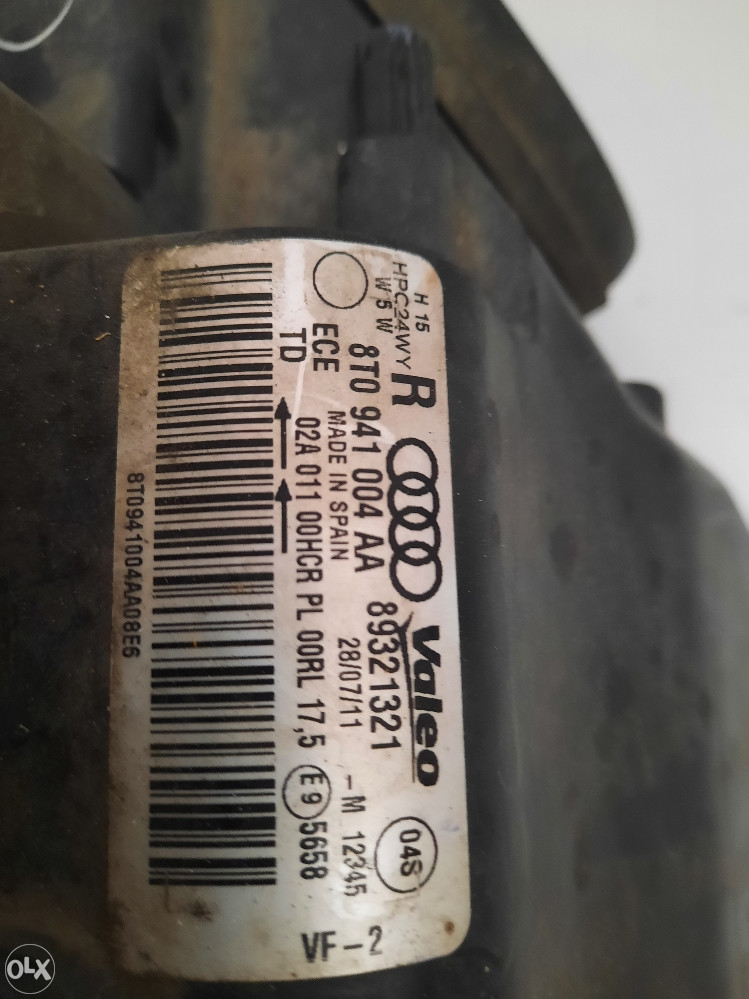 H 15
HPC24WY
W 5 W
R
Valeo
04S
8T0 941 004 AA 89321321
ECE
MADE IN SPAIN 28/07/11 -M 12345
TD
02A 011 00HCR PL 00RL 17,5 E9 5658
VF-2
8T0941004AA08E6
OLX